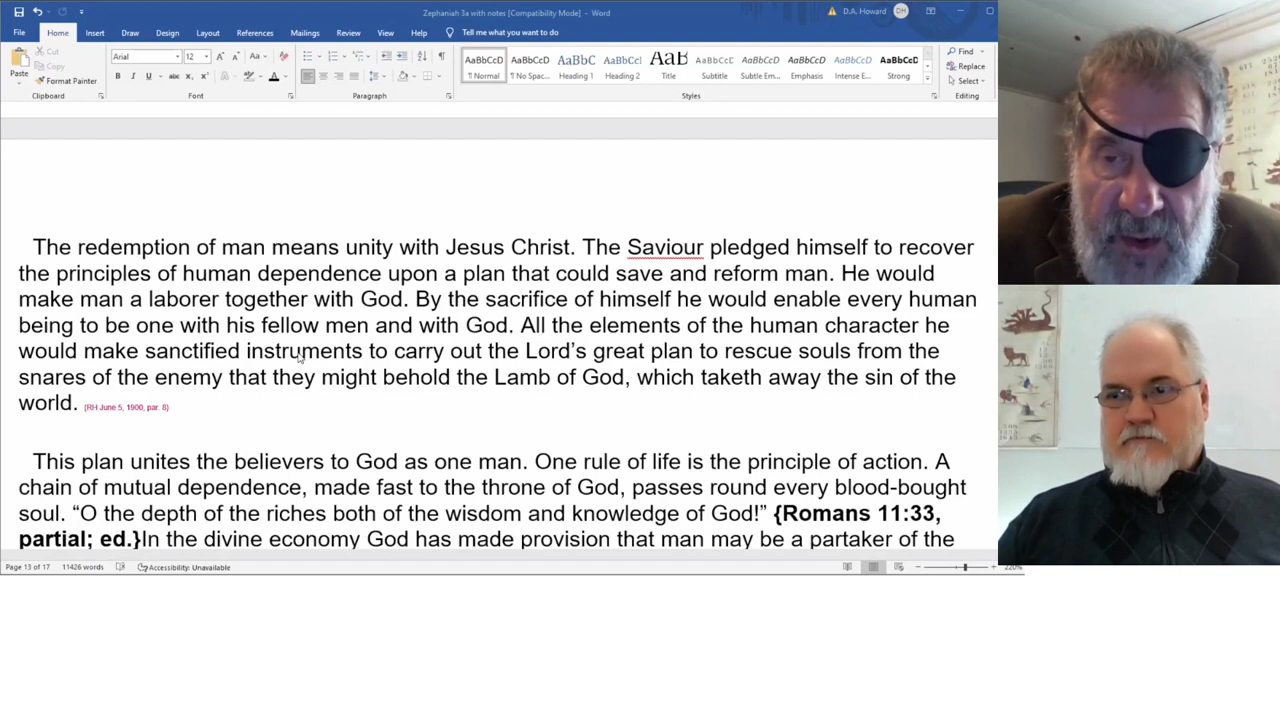 Zephaniah 3a with notes [Compatibility Mode] - Word
D.A. Howard DH
File Home Insert Draw Design Layout References Mailings Review View Help Tell me what you want to do
Paste
Cut
Copy
Format Painter
Clipboard
Arial 12
Font
Paragraph
AaBbCcDd AaBbCcDd AaBbC AaBbCcI AaB AaBbCcDd AaBbCcDd AaBbCcDd AaBbCcDd AaBbCcD
¶ Normal ¶ No Spac... Heading 1 Heading 2 Title Subtitle Subtle Em... Emphasis Intense E... Strong
Styles
Find
Replace
Select
Editing
The redemption of man means unity with Jesus Christ. The Saviour pledged himself to recover
the principles of human dependence upon a plan that could save and reform man. He would
make man a laborer together with God. By the sacrifice of himself he would enable every human
being to be one with his fellow men and with God. All the elements of the human character he
would make sanctified instruments to carry out the Lord's great plan to rescue souls from the
snares of the enemy that they might behold the Lamb of God, which taketh away the sin of the
world. {RH June 5, 1900, par. 8}
This plan unites the believers to God as one man. One rule of life is the principle of action. A
chain of mutual dependence, made fast to the throne of God, passes round every blood-bought
soul. “O the depth of the riches both of the wisdom and knowledge of God!” {Romans 11:33,
partial; ed.}In the divine economy God has made provision that man may be a partaker of the
Page 13 of 17 11426 words Accessibility: Unavailable 220%